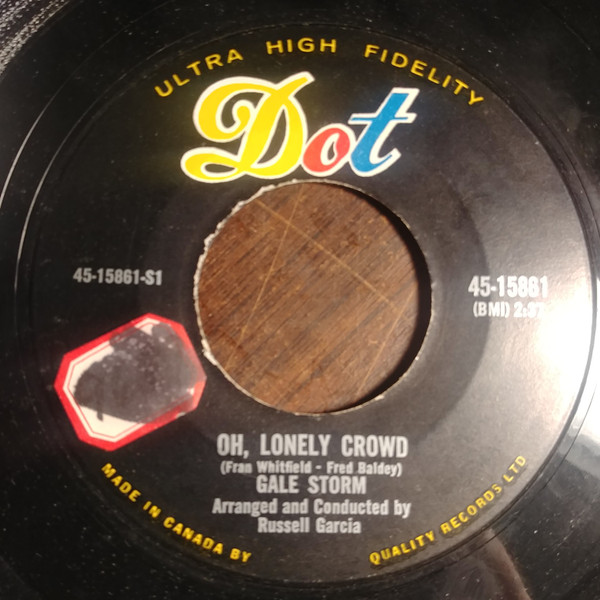 ULTRA HIGH FIDELITY
Dot
45-15861-S1
45-15861
(BMI) 2:37
OH, LONELY CROWD
(Fran Whitfield - Fred Baldey)
GALE STORM
Arranged and Conducted by
Russell Garcia
MADE IN CANADA BY QUALITY RECORDS LTD